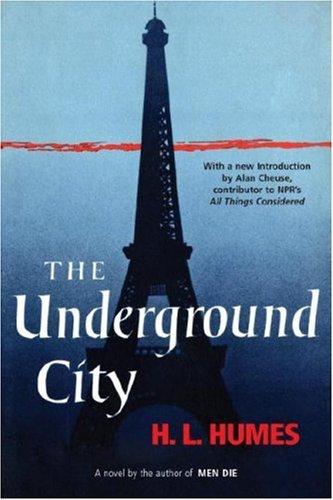 With a new Introduction
by Alan Cheuse,
contributor to NPR's
All Things Considered
THE
Underground
City
H. L. HUMES
A novel by the author of MEN DIE